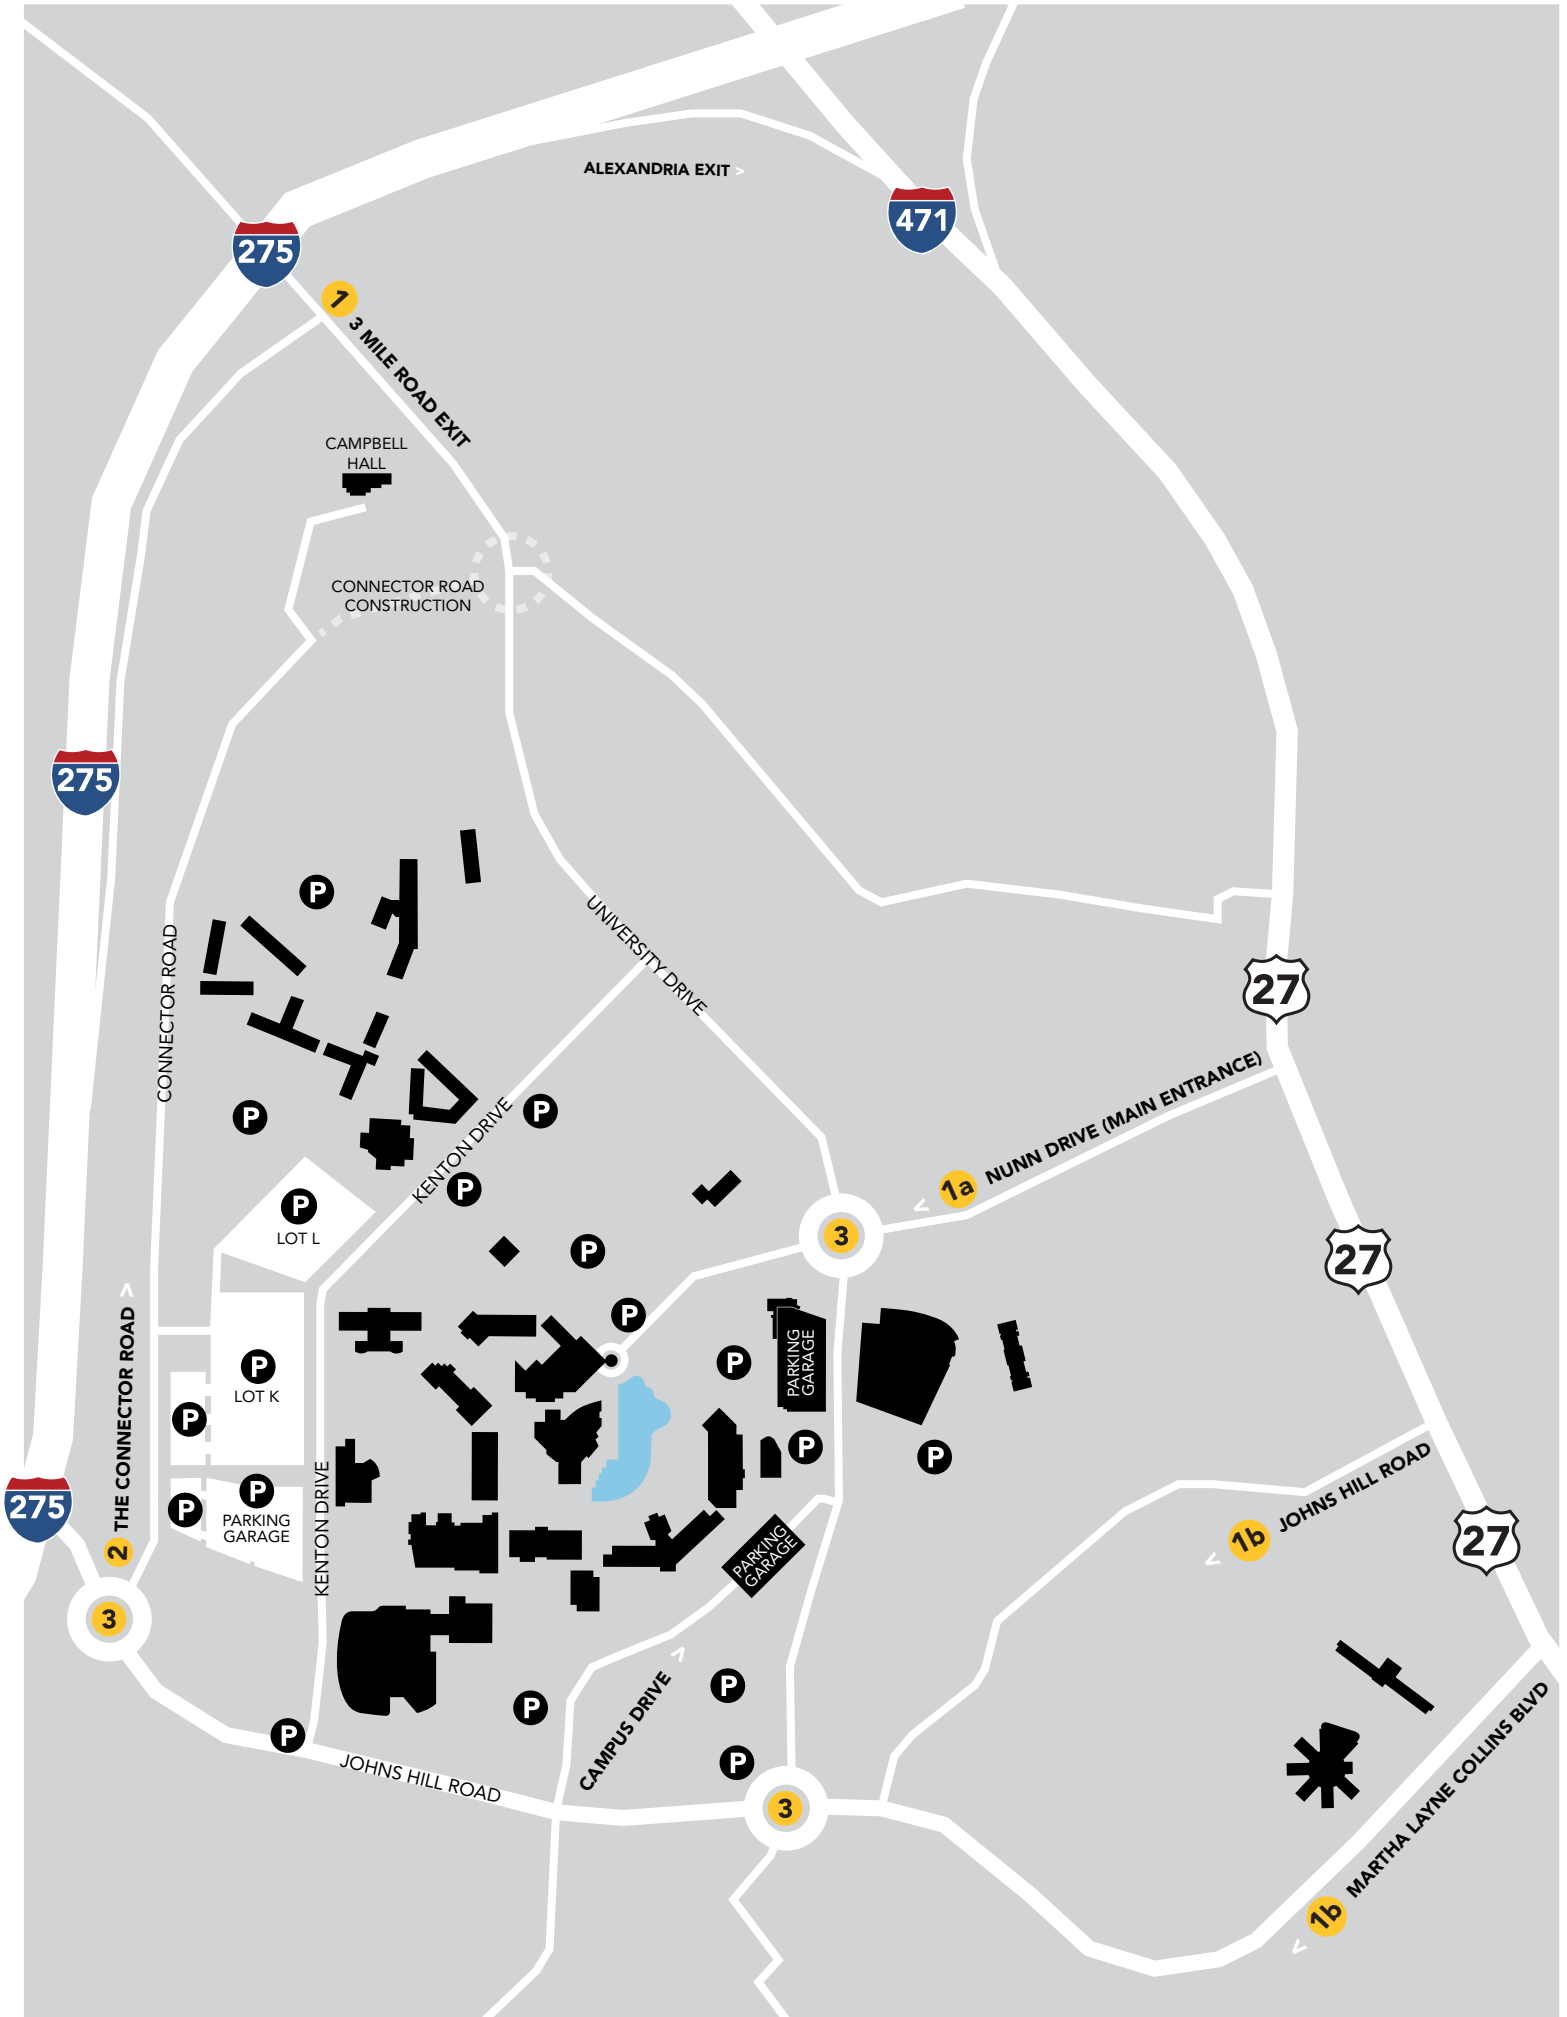 ALEXANDRIA EXIT >
471
275
1
3 MILE ROAD EXIT
CAMPBELL
HALL
CONNECTOR ROAD
CONSTRUCTION
275
P
UNIVERSITY DRIVE
CONNECTOR ROAD
27
P
P
KENTON DRIVE
NUNN DRIVE (MAIN ENTRANCE)
1a
<
P
P
LOT L
3
P
27
>
P
PARKING
GARAGE
P
P
LOT K
P
P
P
THE CONNECTOR ROAD
JOHNS HILL ROAD
1b
<
275
P
P
PARKING
GARAGE
KENTON DRIVE
2
PARKING
GARAGE
27
3
CAMPUS DRIVE >
P
P
P
P
JOHNS HILL ROAD
3
MARTHA LAYNE COLLINS BLVD
1b
<